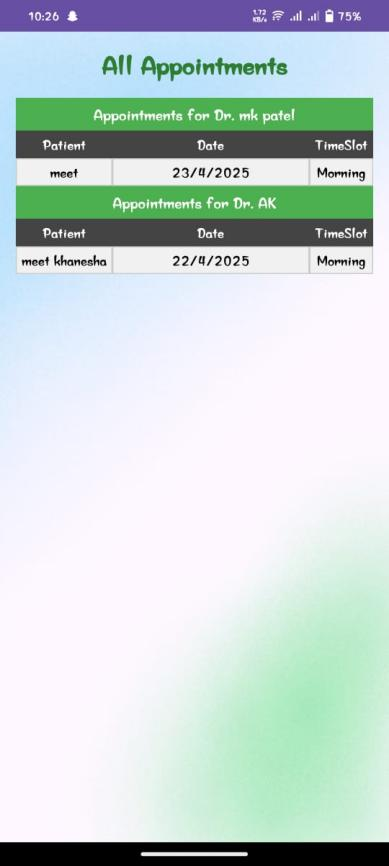 10:26 1.72 KB/s 75%
All Appointments
Appointments for Dr. mk patel
Patient Date TimeSlot
meet 23/4/2025 Morning
Appointments for Dr. AK
Patient Date TimeSlot
meet khanesha 22/4/2025 Morning